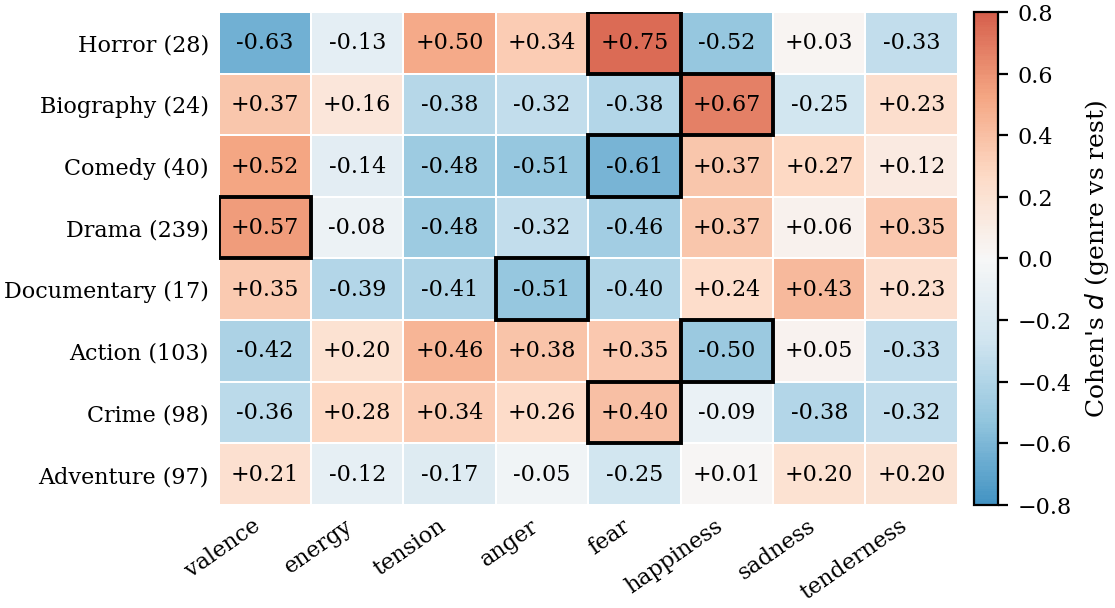 Horror (28) -0.63 -0.13 +0.50 +0.34 +0.75 -0.52 +0.03 -0.33
Biography (24) +0.37 +0.16 -0.38 -0.32 -0.38 +0.67 -0.25 +0.23
Comedy (40) +0.52 -0.14 -0.48 -0.51 -0.61 +0.37 +0.27 +0.12
Drama (239) +0.57 -0.08 -0.48 -0.32 -0.46 +0.37 +0.06 +0.35
Documentary (17) +0.35 -0.39 -0.41 -0.51 -0.40 +0.24 +0.43 +0.23
Action (103) -0.42 +0.20 +0.46 +0.38 +0.35 -0.50 +0.05 -0.33
Crime (98) -0.36 +0.28 +0.34 +0.26 +0.40 -0.09 -0.38 -0.32
Adventure (97) +0.21 -0.12 -0.17 -0.05 -0.25 +0.01 +0.20 +0.20
valence energy tension anger fear happiness sadness tenderness
0.8
0.6
0.4
0.2
0.0
−0.2
−0.4
−0.6
−0.8
Cohen's d (genre vs rest)